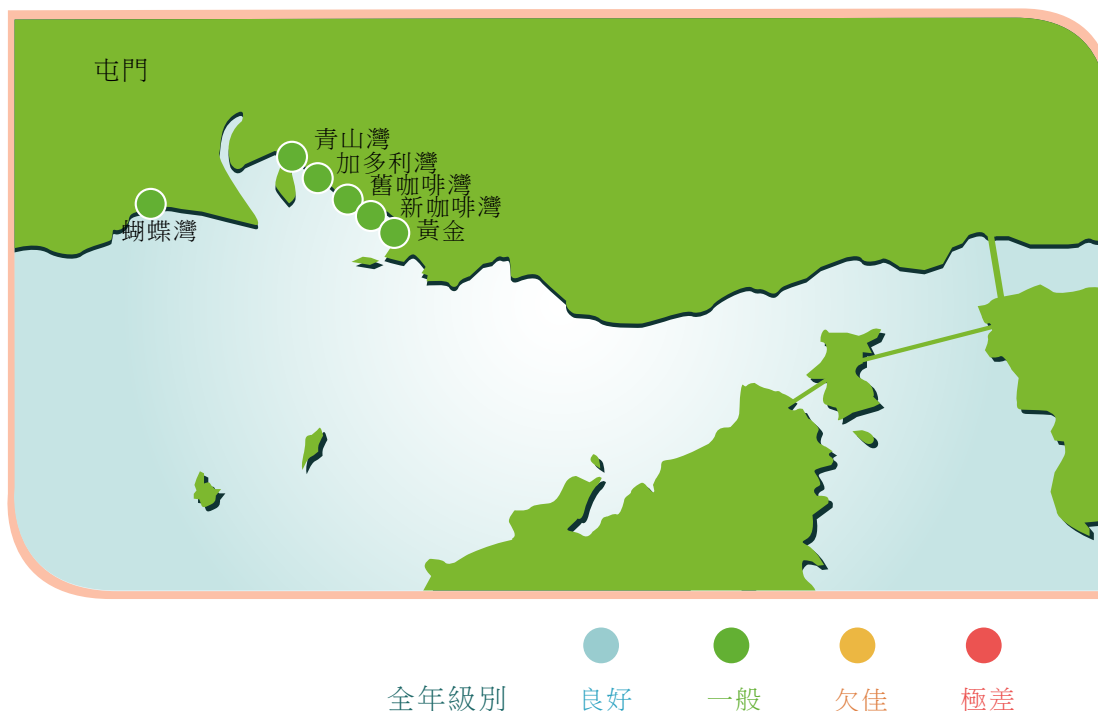 屯門
青山灣
加多利灣
舊咖啡灣
新咖啡灣
黃金
蝴蝶灣
全年級別
良好
一般
欠佳
極差